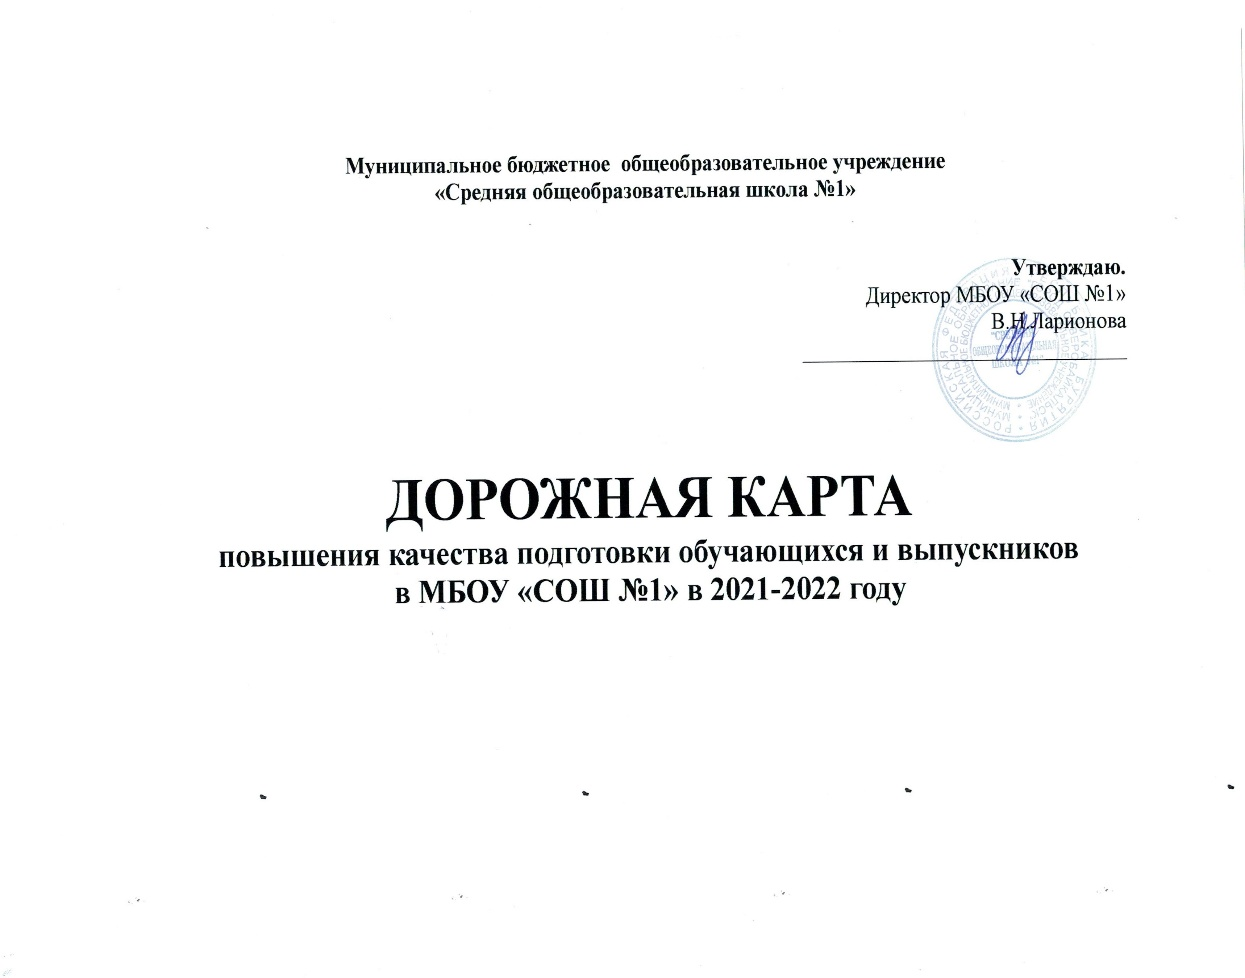 Муниципальное бюджетное общеобразовательное учреждение
«Средняя общеобразовательная школа №1»
Утверждаю.
Директор МБОУ «СОШ №1»
В.Н.Ларионова
ДОРОЖНАЯ КАРТА
повышения качества подготовки обучающихся и выпускников
в МБОУ «СОШ №1» в 2021-2022 году